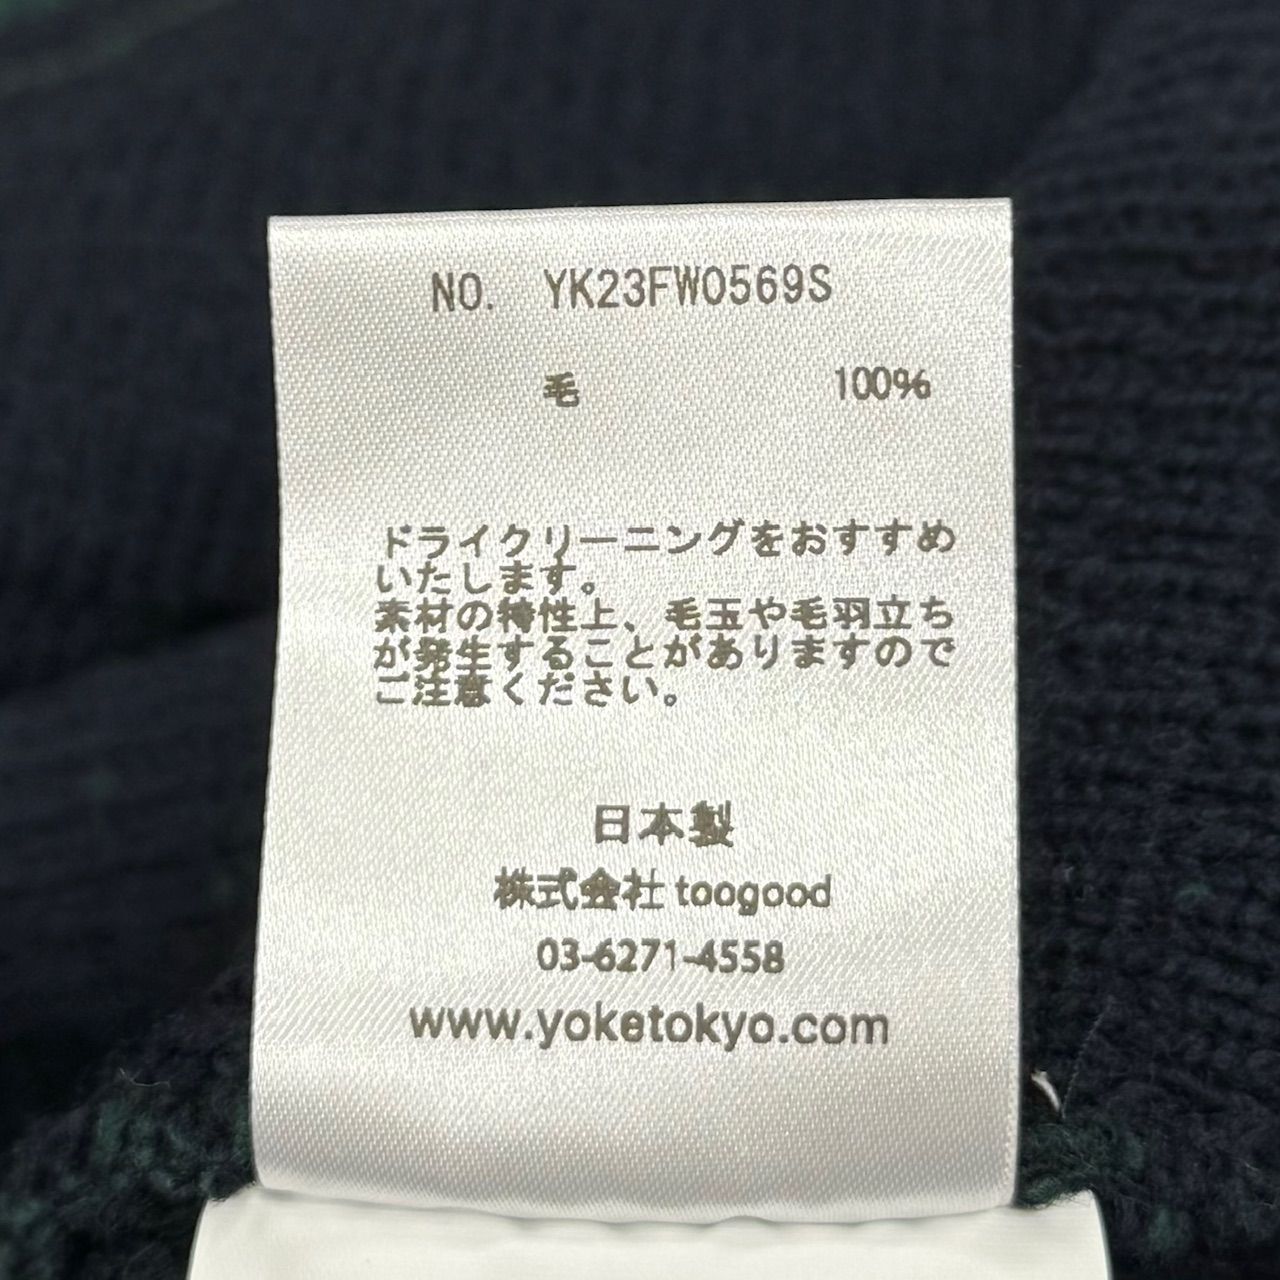 NO. YK23FW0569S
毛 100%
ドライクリーニングをおすすめ
いたします。
素材の特性上、毛玉や毛羽立ち
が発生することがありますので
ご注意ください。
日本製
株式会社 toogood
03-6271-4558
www.yoketokyo.com